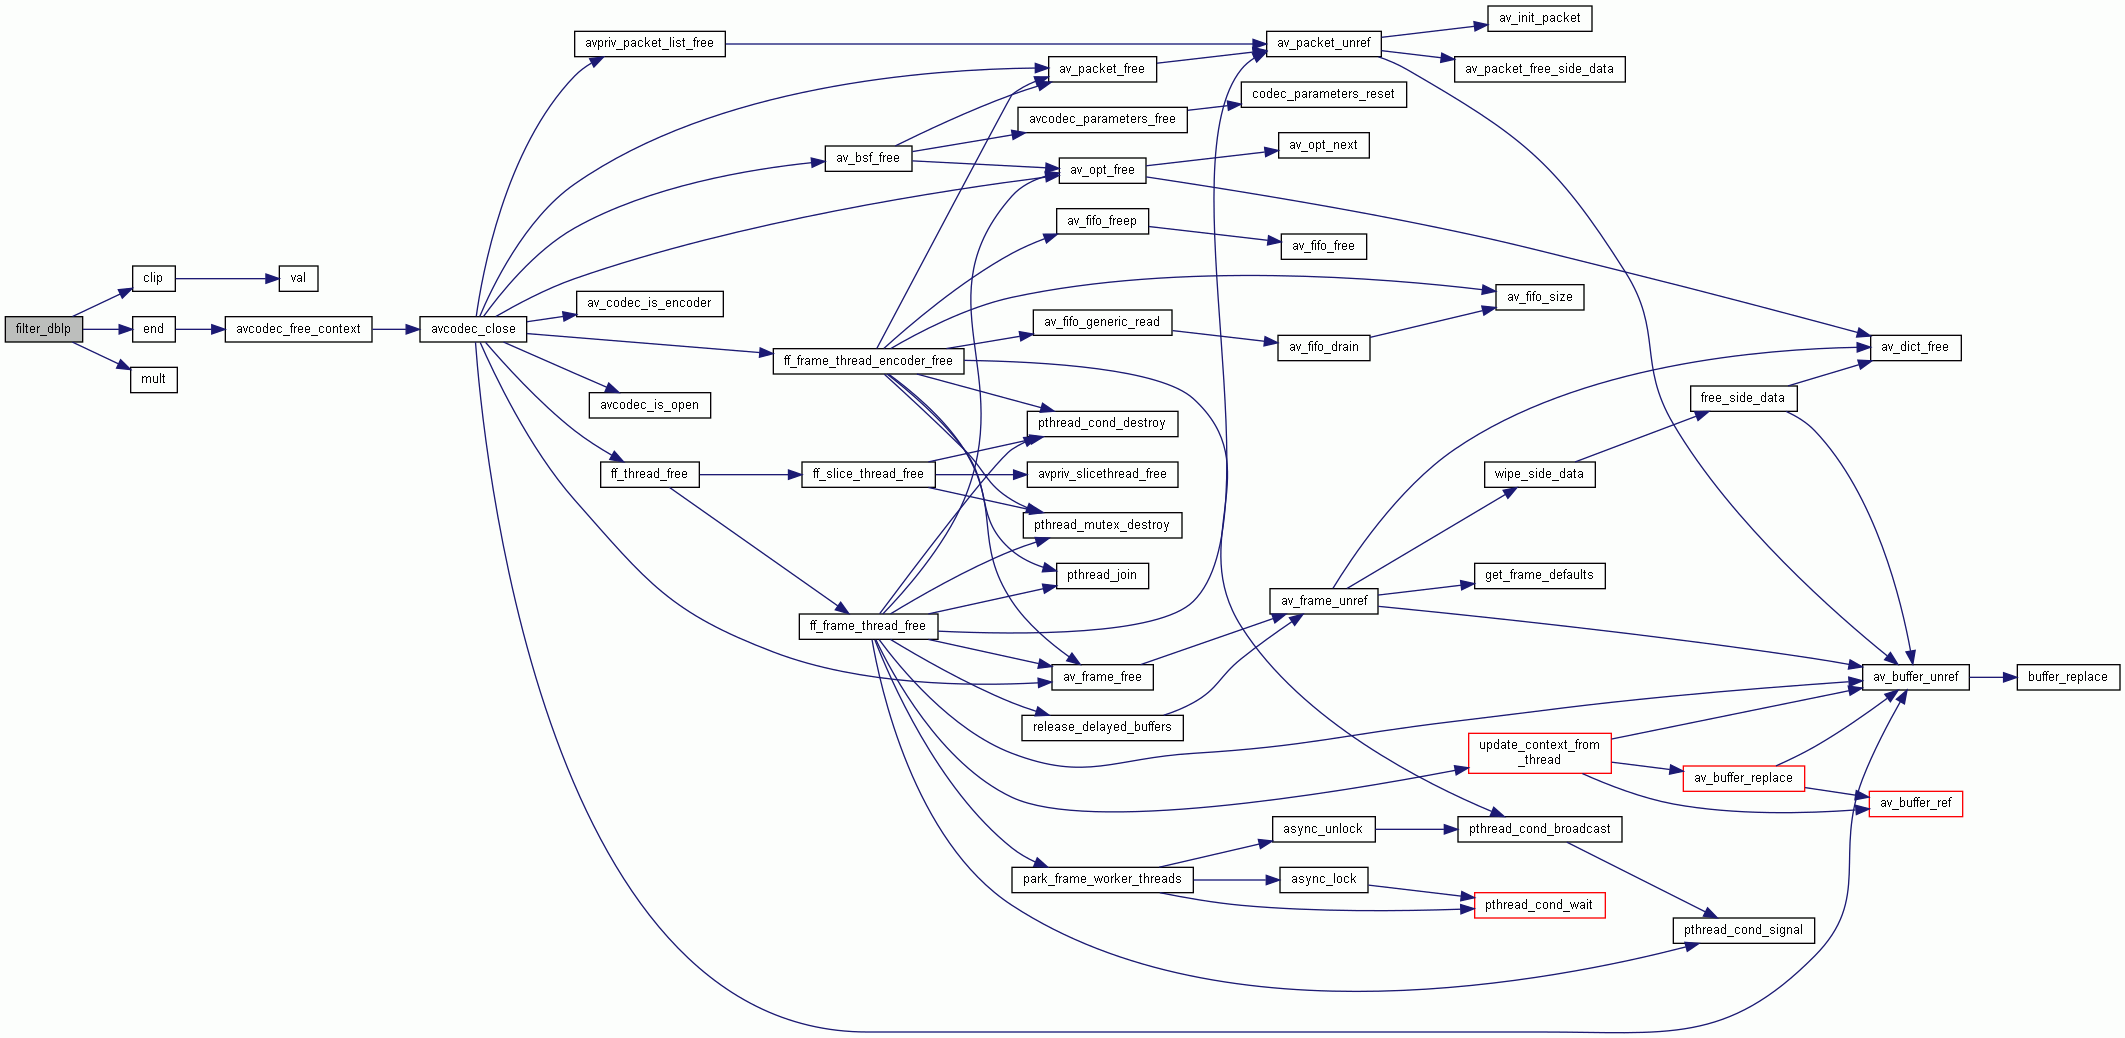 filter_dblp
clip
val
end
mult
avcodec_free_context
avcodec_close
avpriv_packet_list_free
av_packet_free
av_bsf_free
avcodec_parameters_free
codec_parameters_reset
av_packet_unref
av_init_packet
av_packet_free_side_data
av_opt_free
av_opt_next
av_fifo_freep
av_fifo_free
av_codec_is_encoder
ff_frame_thread_encoder_free
av_fifo_generic_read
av_fifo_drain
av_fifo_size
av_dict_free
avcodec_is_open
free_side_data
pthread_cond_destroy
ff_thread_free
ff_slice_thread_free
avpriv_slicethread_free
wipe_side_data
pthread_mutex_destroy
pthread_join
get_frame_defaults
av_frame_unref
ff_frame_thread_free
av_frame_free
av_buffer_unref
buffer_replace
release_delayed_buffers
update_context_from
_thread
av_buffer_replace
av_buffer_ref
async_unlock
pthread_cond_broadcast
park_frame_worker_threads
async_lock
pthread_cond_wait
pthread_cond_signal